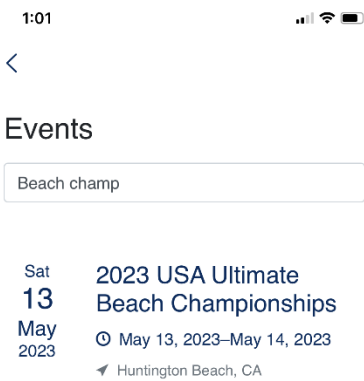 1:01
Events
Beach champ
Sat
13
May
2023
2023 USA Ultimate
Beach Championships
May 13, 2023–May 14, 2023
Huntington Beach, CA